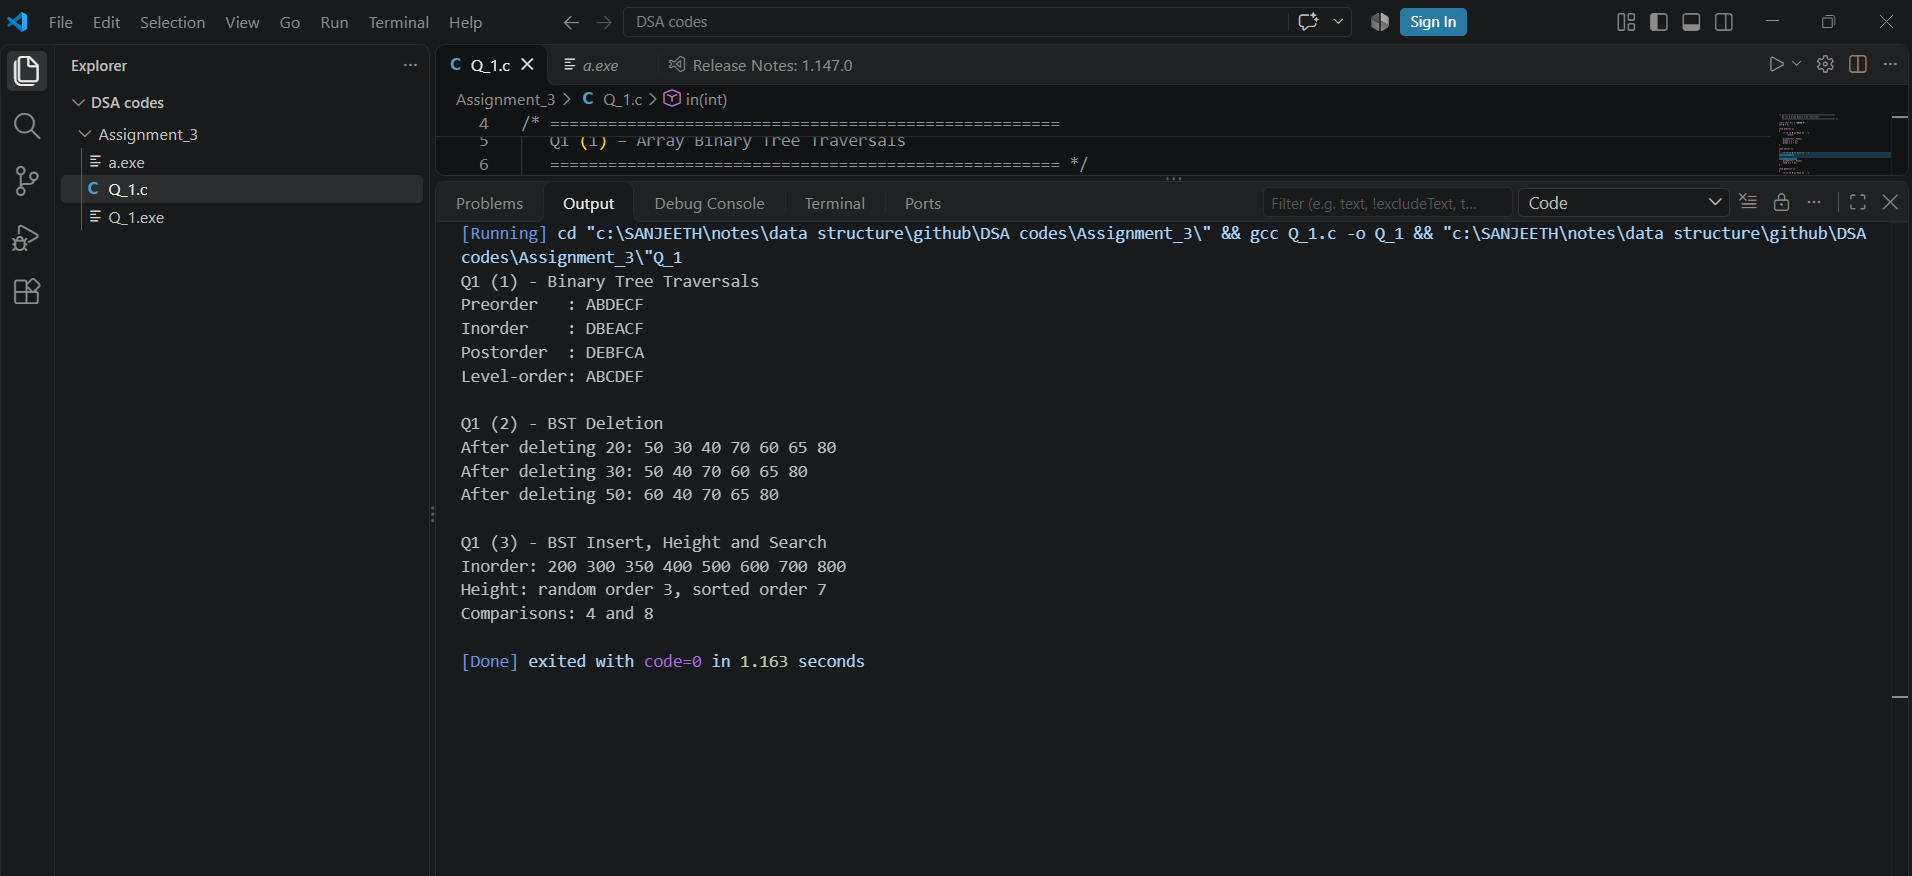 File Edit Selection View Go Run Terminal Help
DSA codes
Sign In
Explorer
DSA codes
Assignment_3
a.exe
Q_1.c
Q_1.exe
Q_1.c
a.exe
Release Notes: 1.147.0
Assignment_3 > C Q_1.c > in(int)
4 /* =====================================================
5 Q1 (1) – Array Binary Tree Traversals
6 ===================================================== */
Problems Output Debug Console Terminal Ports
Filter (e.g. text, !excludeText, t...
Code
[Running] cd "c:\SANJEETH\notes\data structure\github\DSA codes\Assignment_3\" && gcc Q_1.c -o Q_1 && "c:\SANJEETH\notes\data structure\github\DSA
codes\Assignment_3\"Q_1
Q1 (1) - Binary Tree Traversals
Preorder   : ABDECF
Inorder    : DBEACF
Postorder  : DEBFCA
Level-order: ABCDEF
Q1 (2) - BST Deletion
After deleting 20: 50 30 40 70 60 65 80
After deleting 30: 50 40 70 60 65 80
After deleting 50: 60 40 70 65 80
Q1 (3) - BST Insert, Height and Search
Inorder: 200 300 350 400 500 600 700 800
Height: random order 3, sorted order 7
Comparisons: 4 and 8
[Done] exited with code=0 in 1.163 seconds